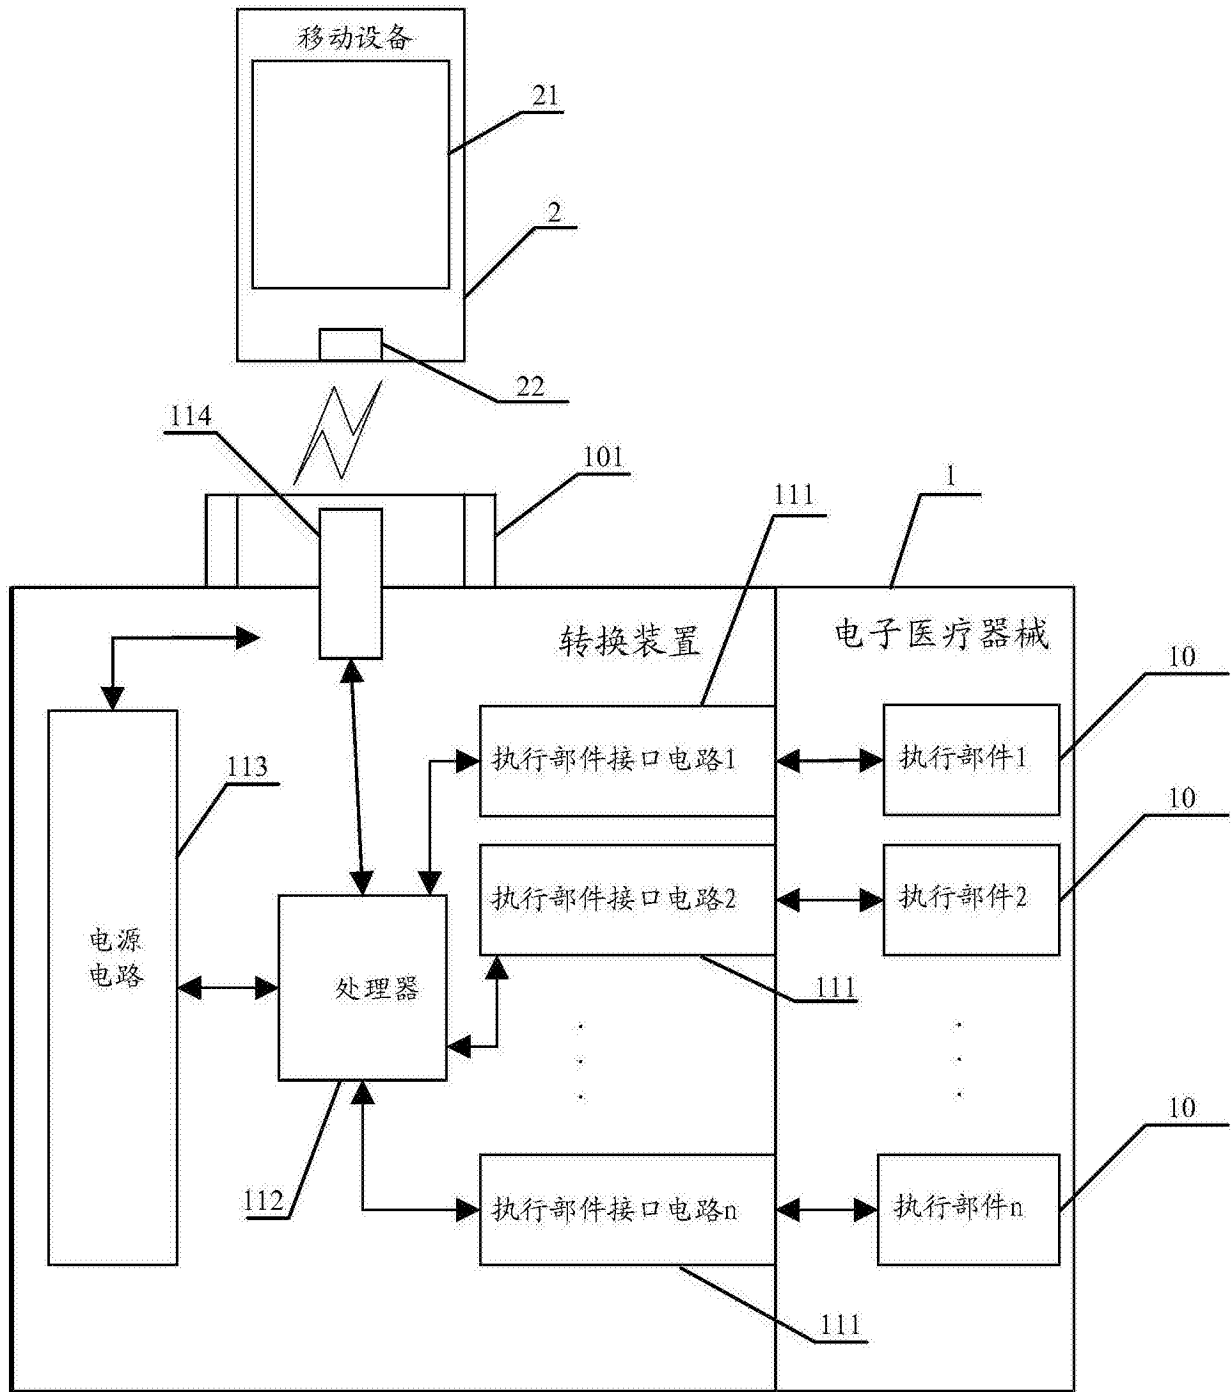 移动设备
21
2
22
114
101
111
1
转换装置
电子医疗器械
10
执行部件接口电路1
执行部件1
113
10
执行部件接口电路2
执行部件2
电源
电路
处理器
111
.
.
.
.
.
.
10
112
执行部件接口电路n
执行部件n
111